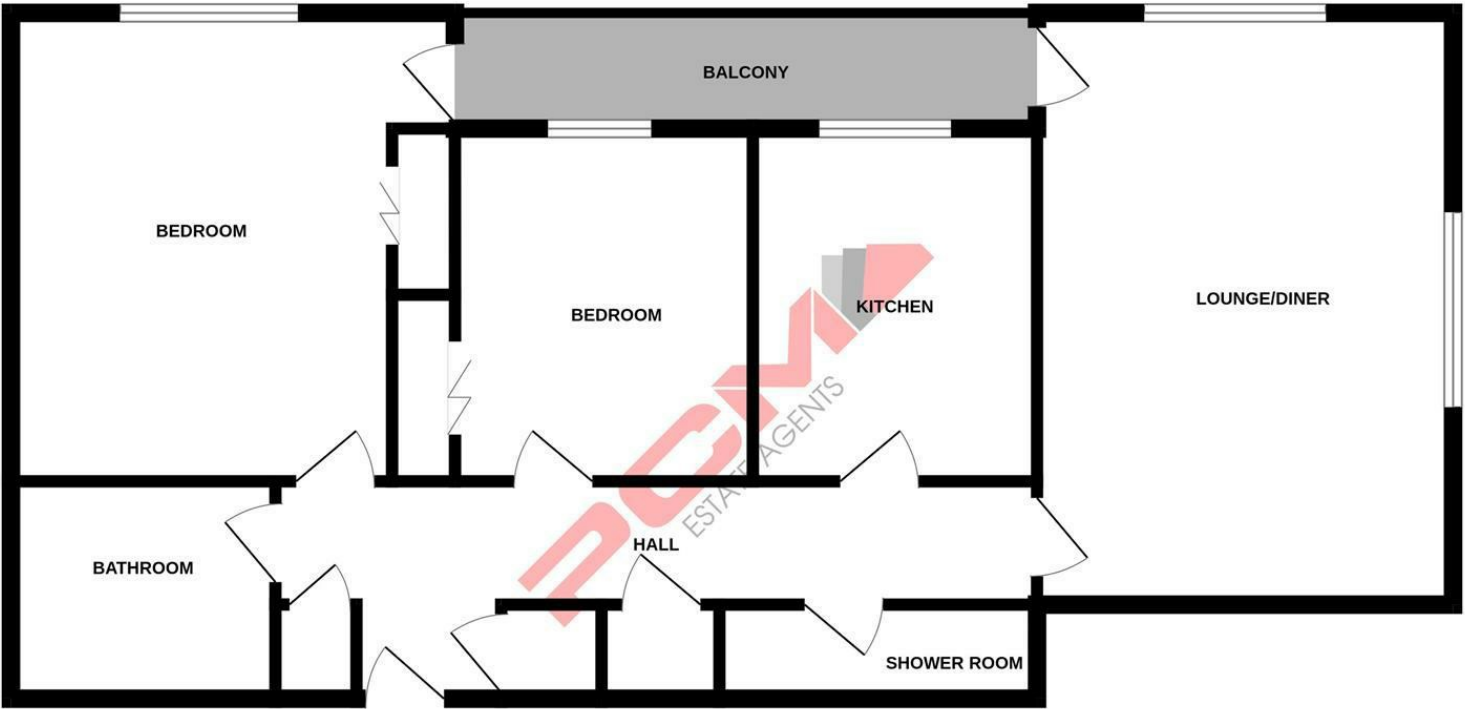 BALCONY
BEDROOM
LOUNGE/DINER
KITCHEN
BEDROOM
PCM
ESTATE AGENTS
HALL
BATHROOM
SHOWER ROOM